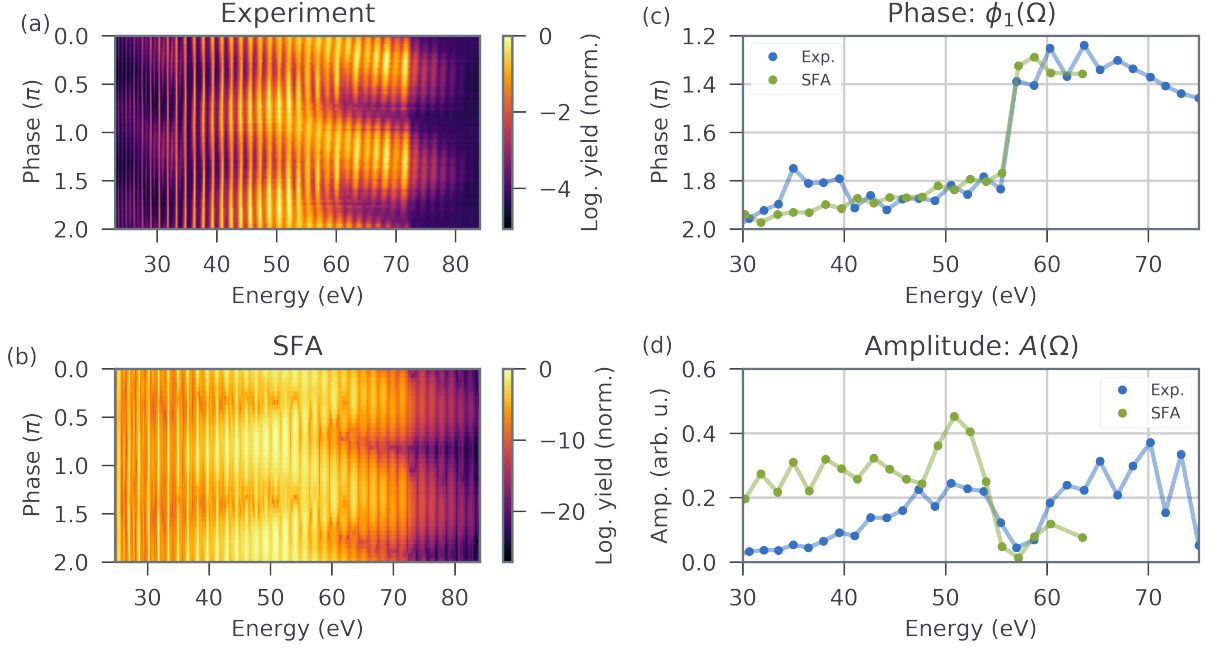 (a)
Experiment
0.0
0.5
1.0
1.5
2.0
Phase (π)
30 40 50 60 70 80
Energy (eV)
0
−2
−4
Log. yield (norm.)
(b)
SFA
0.0
0.5
1.0
1.5
2.0
Phase (π)
30 40 50 60 70 80
Energy (eV)
0
−10
−20
Log. yield (norm.)
(c)
Phase: ϕ₁(Ω)
1.2
1.4
1.6
1.8
2.0
Phase (π)
Exp.
SFA
30 40 50 60 70
Energy (eV)
(d)
Amplitude: A(Ω)
0.6
0.4
0.2
0.0
Amp. (arb. u.)
Exp.
SFA
30 40 50 60 70
Energy (eV)